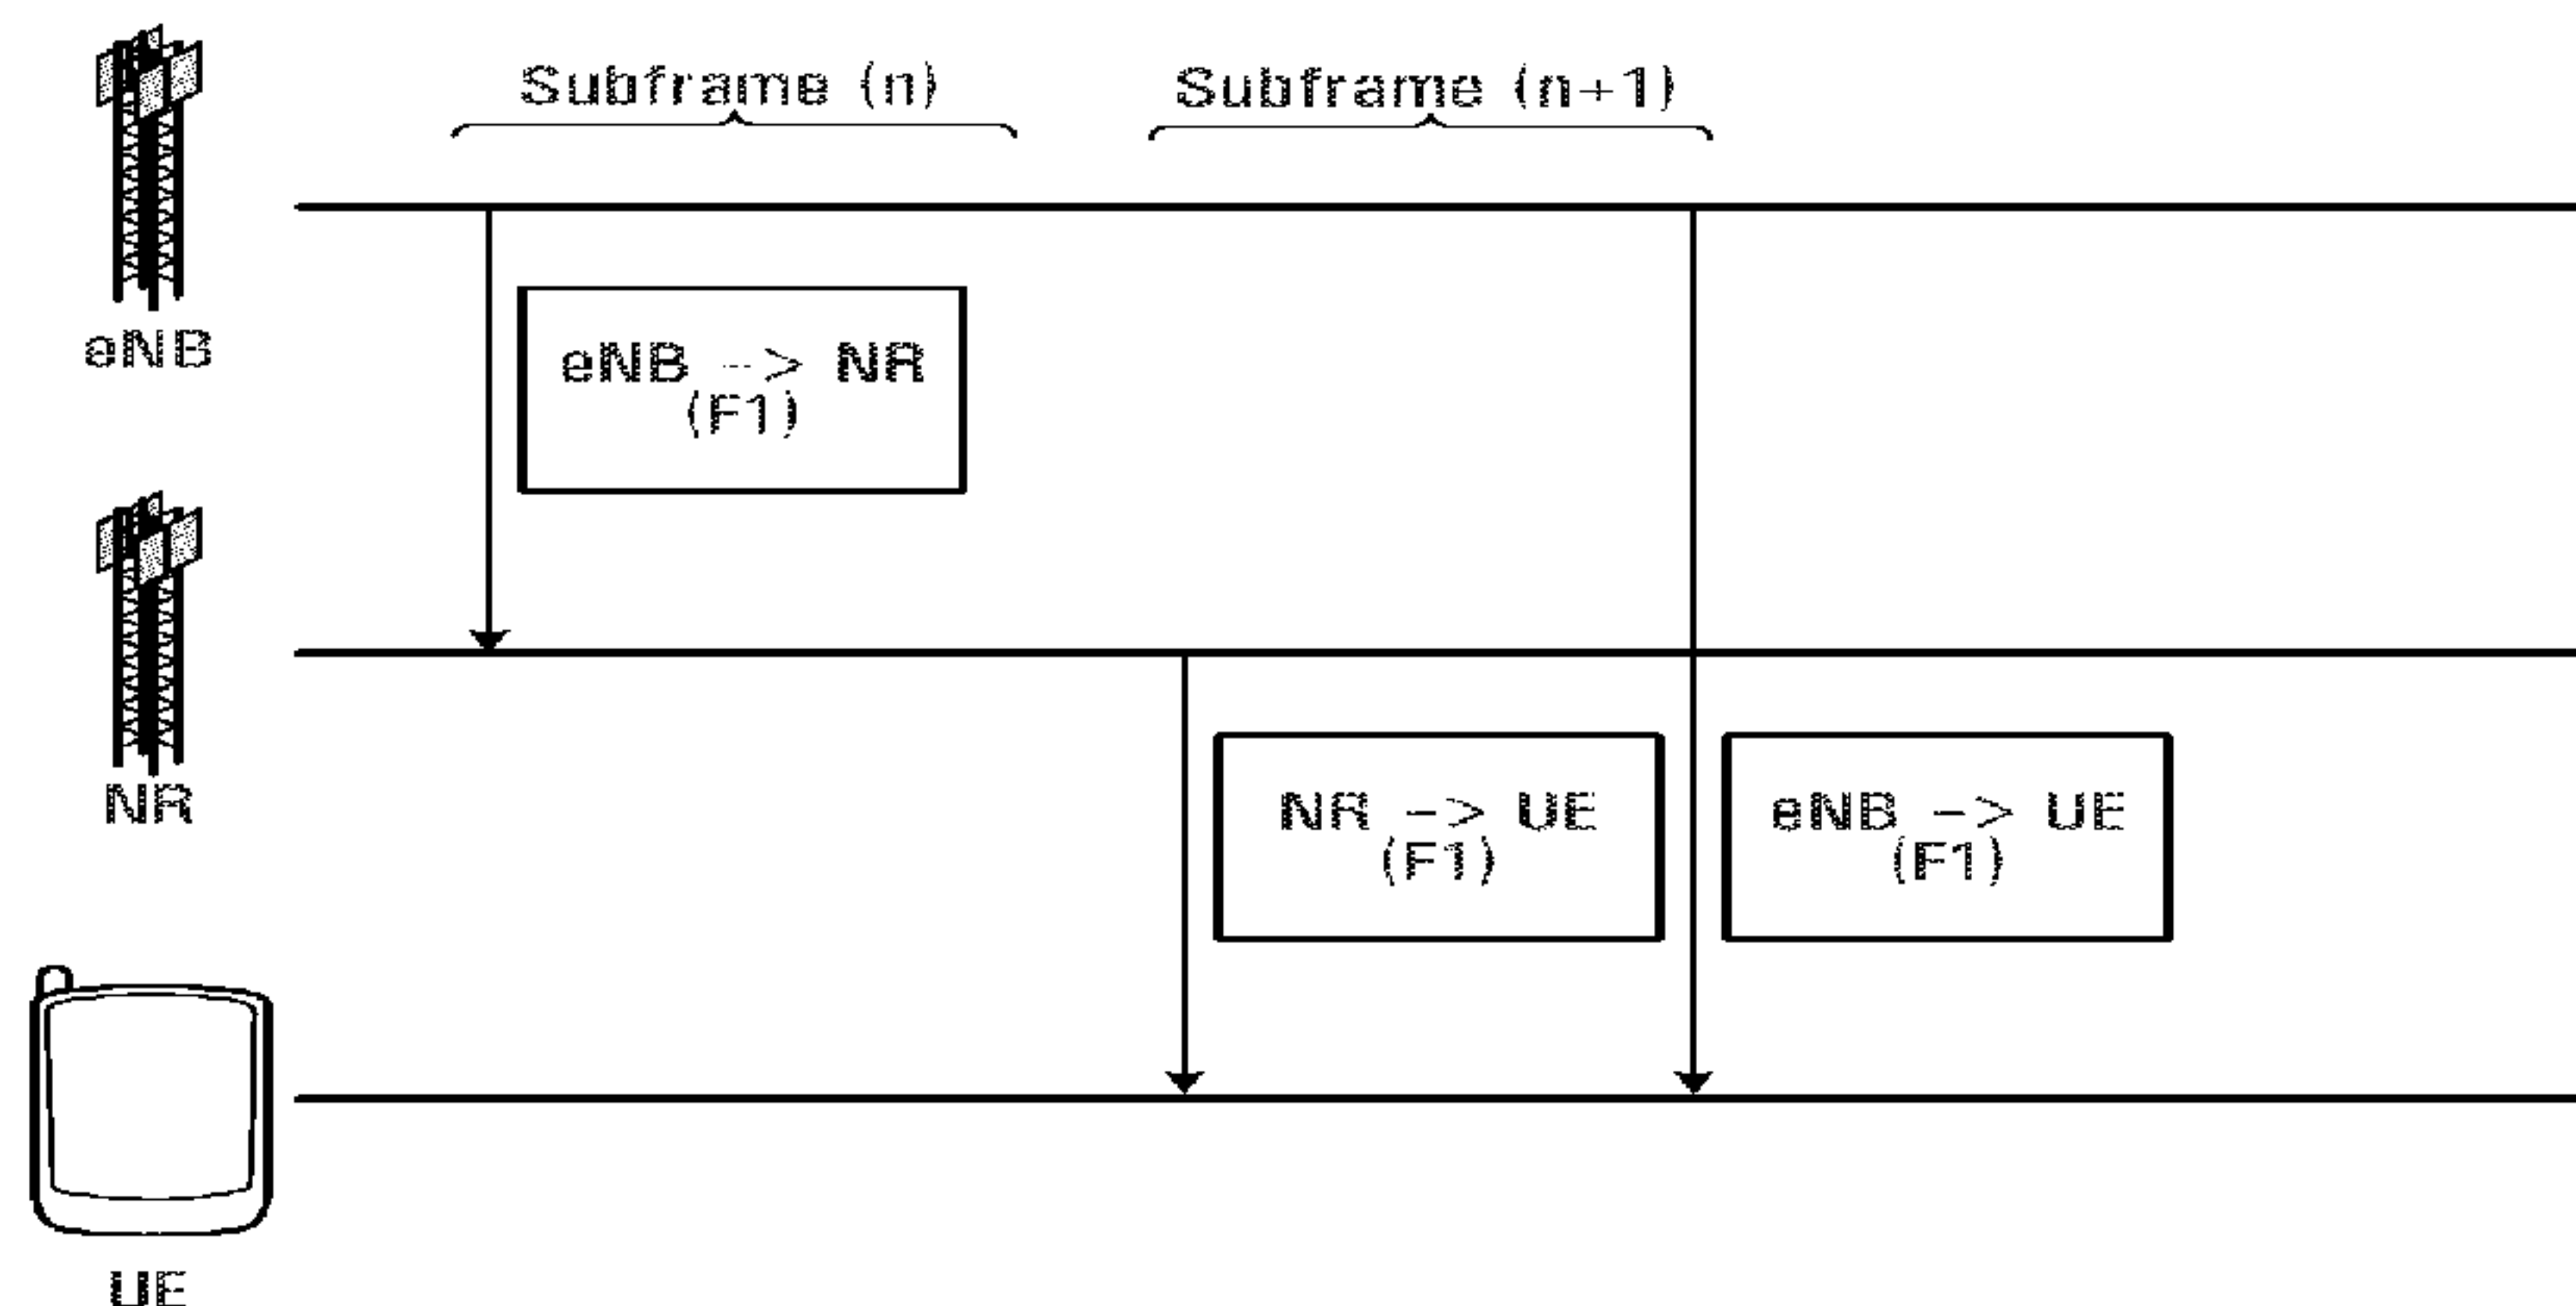 Subframe (n)
Subframe (n+1)
eNB
eNB -> NR
(F1)
NR
NR -> UE
(F1)
eNB -> UE
(F1)
UE